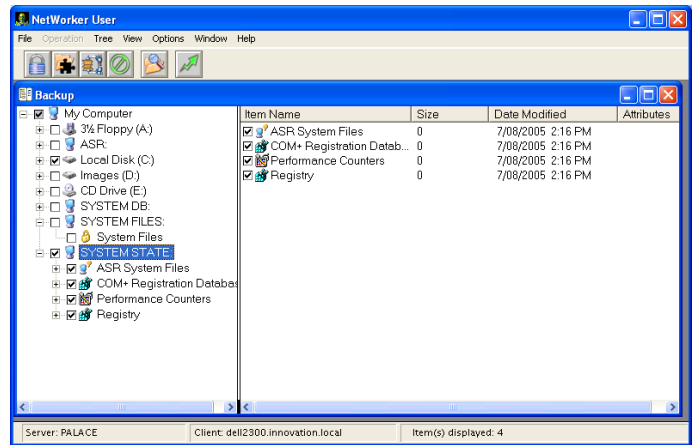 NetWorker User
File Operation Tree View Options Window Help
Backup
My Computer
3½ Floppy (A:)
ASR:
Local Disk (C:)
Images (D:)
CD Drive (E:)
SYSTEM DB:
SYSTEM FILES:
System Files
SYSTEM STATE:
ASR System Files
COM+ Registration Databas
Performance Counters
Registry
Item Name Size Date Modified Attributes
ASR System Files 0 7/08/2005 2:16 PM
COM+ Registration Datab... 0 7/08/2005 2:16 PM
Performance Counters 0 7/08/2005 2:16 PM
Registry 0 7/08/2005 2:16 PM
Server: PALACE Client: dell2300.innovation.local Item(s) displayed: 4